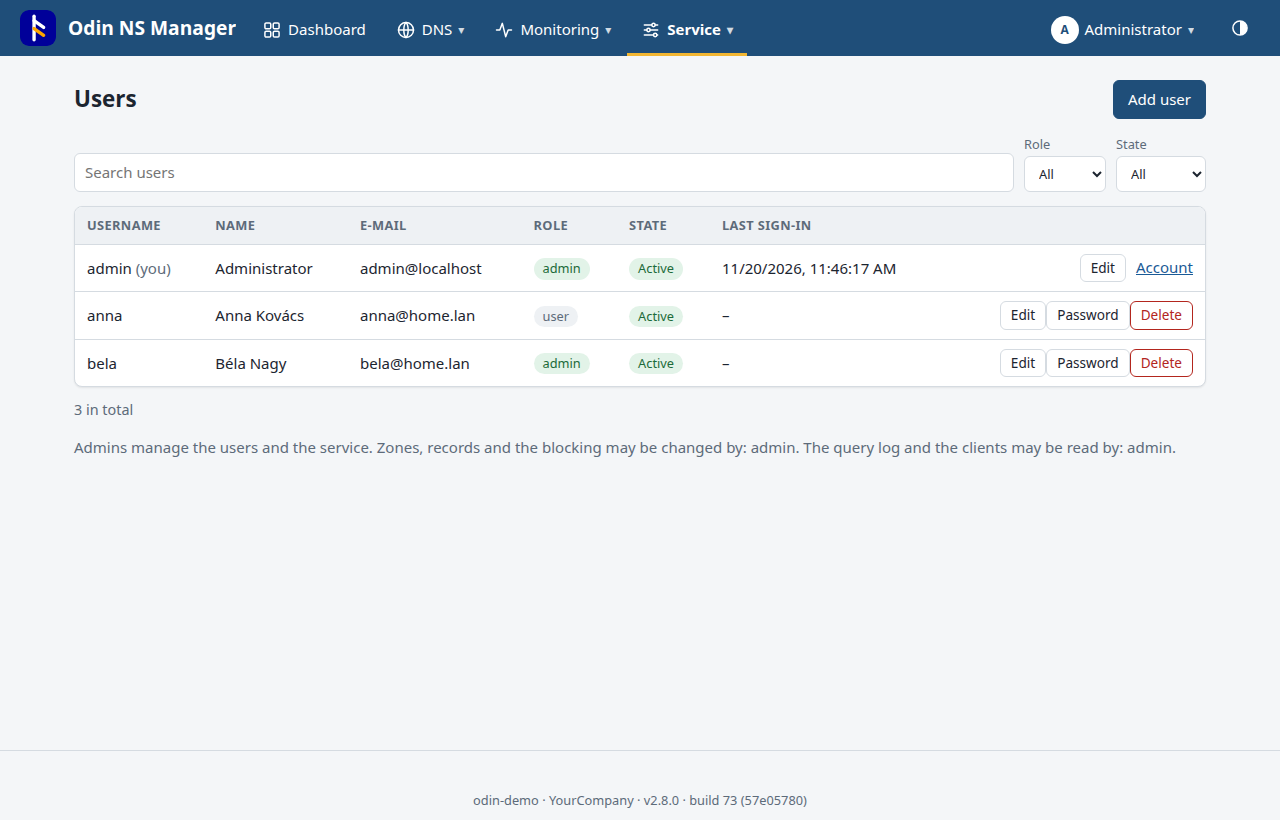 Odin NS Manager Dashboard DNS ▾ Monitoring ▾ Service ▾ A Administrator ▾
Users Add user
Role State
Search users All All
USERNAME NAME E-MAIL ROLE STATE LAST SIGN-IN
admin (you) Administrator admin@localhost admin Active 11/20/2026, 11:46:17 AM Edit Account
anna Anna Kovács anna@home.lan user Active – Edit Password Delete
bela Béla Nagy bela@home.lan admin Active – Edit Password Delete
3 in total
Admins manage the users and the service. Zones, records and the blocking may be changed by: admin. The query log and the clients may be read by: admin.
odin-demo · YourCompany · v2.8.0 · build 73 (57e05780)